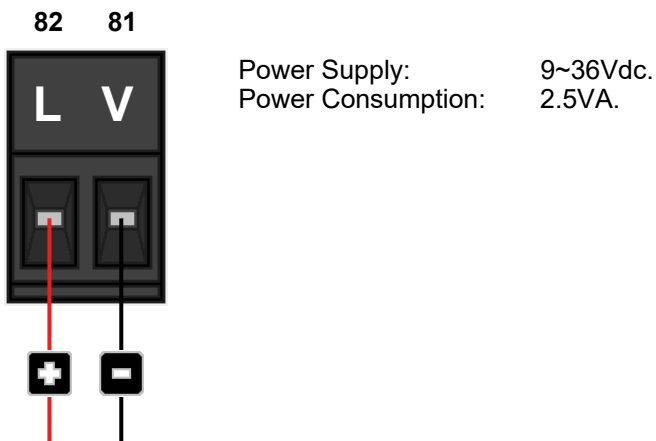 82 81
L V
Power Supply: 9~36Vdc.
Power Consumption: 2.5VA.
+ -